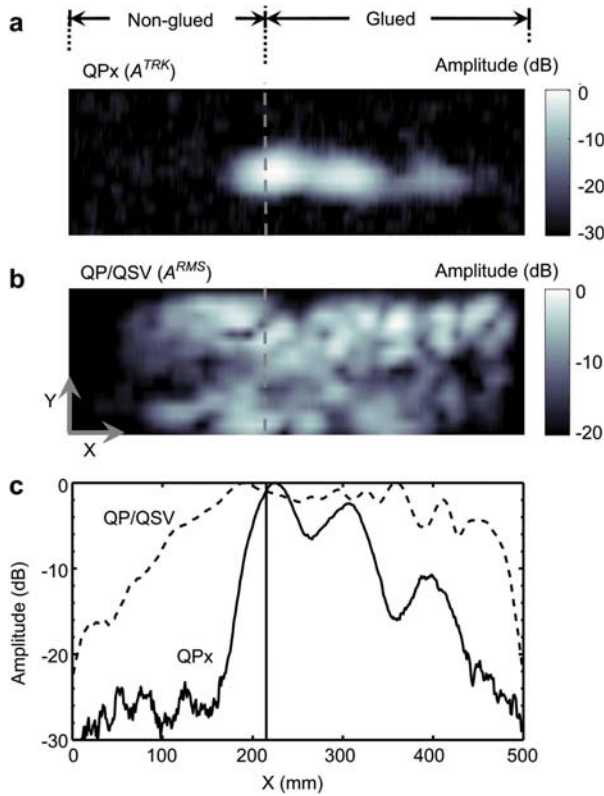 Non-glued Glued
a
QPx (A^TRK) Amplitude (dB)
0
-10
-20
-30
b
QP/QSV (A^RMS) Amplitude (dB)
0
-10
-20
Y
X
c
0
-10
-20
-30
Amplitude (dB)
QP/QSV
QPx
0 100 200 300 400 500
X (mm)